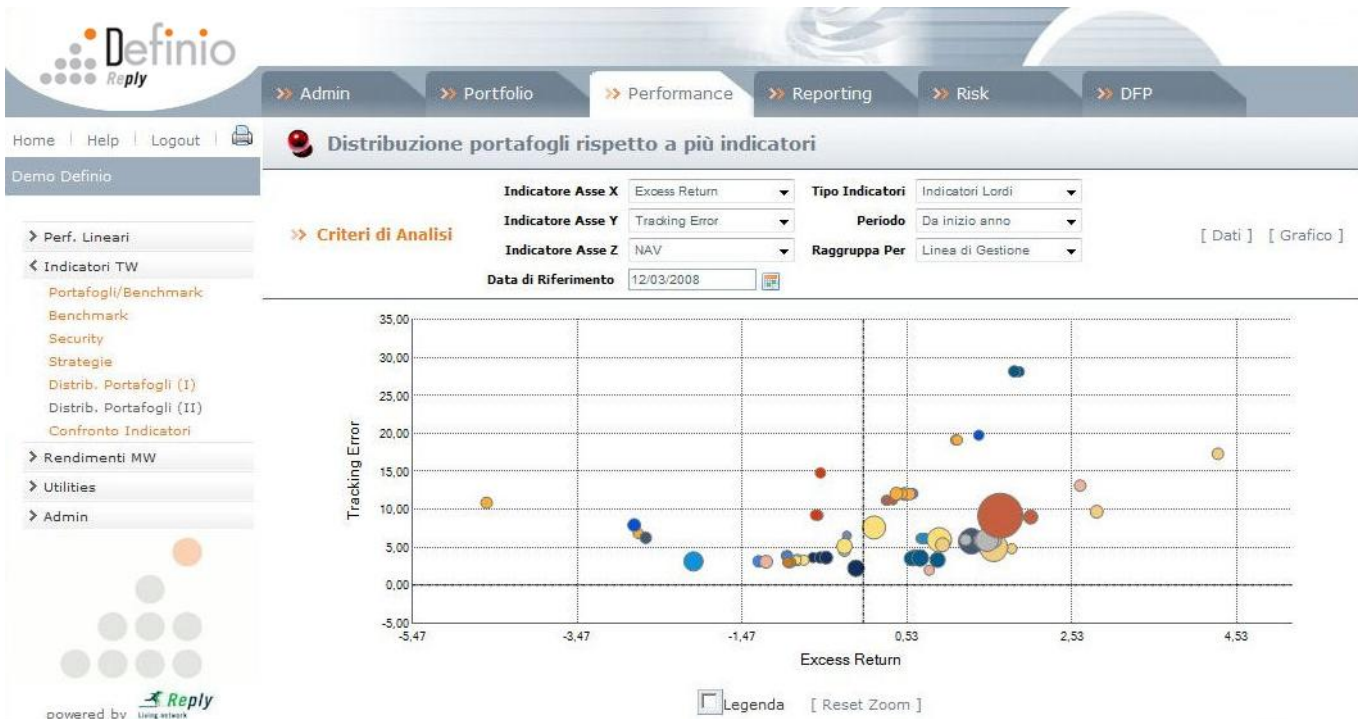 Definio
Reply
>> Admin >> Portfolio >> Performance >> Reporting >> Risk >> DFP
Home | Help | Logout |
Distribuzione portafogli rispetto a più indicatori
Demo Definio
>> Criteri di Analisi
Indicatore Asse X Excess Return Tipo Indicatori Indicatori Lordi
Indicatore Asse Y Tracking Error Periodo Da inizio anno
Indicatore Asse Z NAV Raggruppa Per Linea di Gestione
Data di Riferimento 12/03/2008
[ Dati ] [ Grafico ]
> Perf. Lineari
< Indicatori TW
Portafogli/Benchmark
Benchmark
Security
Strategie
Distrib. Portafogli (I)
Distrib. Portafogli (II)
Confronto Indicatori
> Rendimenti MW
> Utilities
> Admin
powered by Reply
Living network
Tracking Error
35,00
30,00
25,00
20,00
15,00
10,00
5,00
0,00
-5,00
-5,47 -3,47 -1,47 0,53 2,53 4,53
Excess Return
Legenda [ Reset Zoom ]